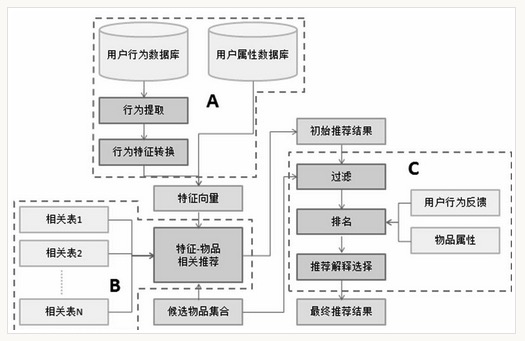 用户行为数据库
用户属性数据库
A
行为提取
行为特征转换
特征向量
相关表1
相关表2
相关表N
B
特征-物品
相关推荐
候选物品集合
初始推荐结果
C
过滤
排名
推荐解释选择
用户行为反馈
物品属性
最终推荐结果